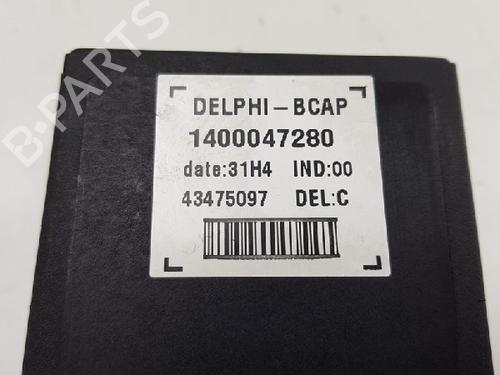 B-PARTS
DELPHI-BCAP
1400047280
date:31H4 IND:00
43475097 DEL:C